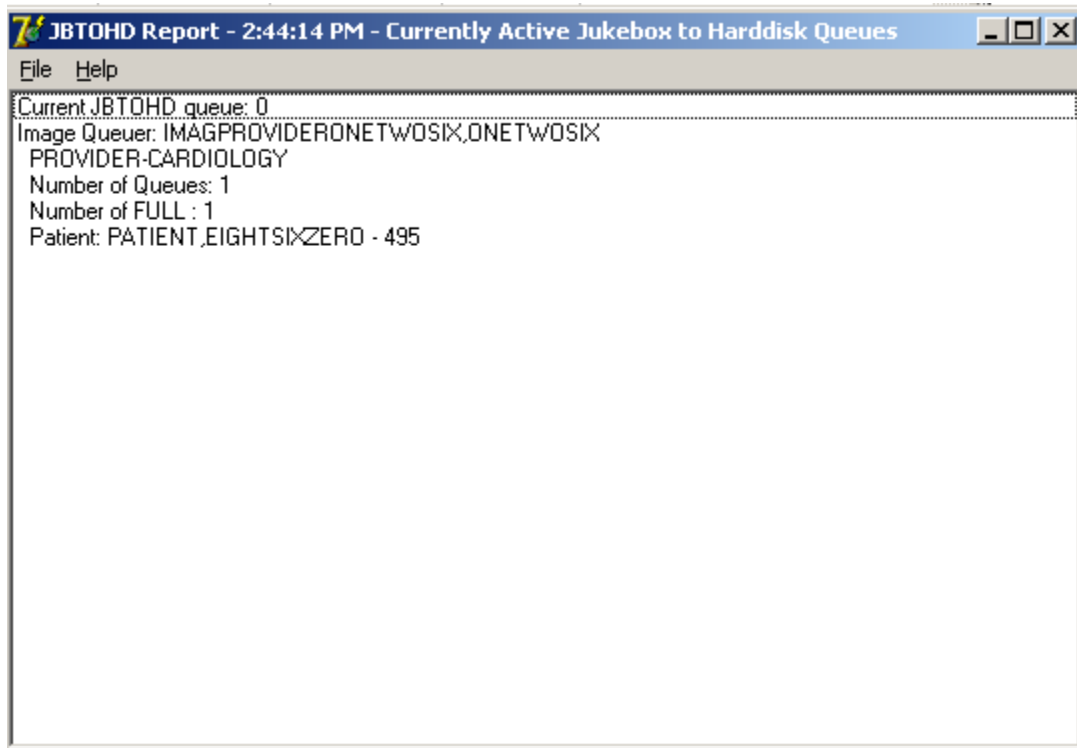 JBTOHD Report - 2:44:14 PM - Currently Active Jukebox to Harddisk Queues
File Help
Current JBTOHD queue: 0
Image Queuer: IMAGPROVIDERONETWOSIX,ONETWOSIX
PROVIDER-CARDIOLOGY
Number of Queues: 1
Number of FULL : 1
Patient: PATIENT,EIGHTSIXZERO - 495